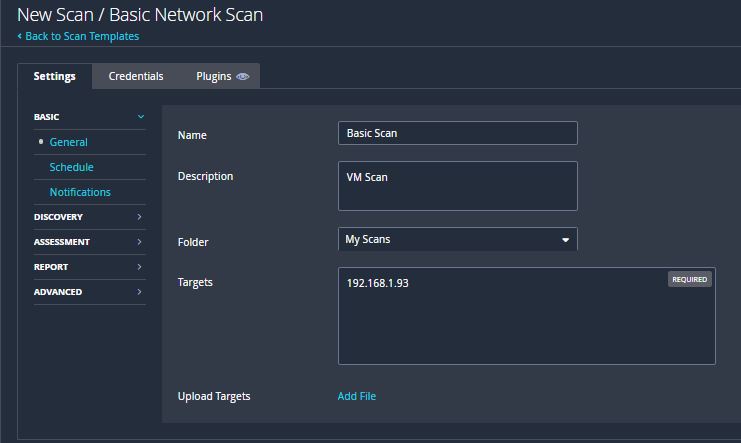 New Scan / Basic Network Scan
‹ Back to Scan Templates
Settings Credentials Plugins
BASIC
General
Schedule
Notifications
DISCOVERY
ASSESSMENT
REPORT
ADVANCED
Name Basic Scan
Description VM Scan
Folder My Scans
Targets 192.168.1.93 REQUIRED
Upload Targets Add File